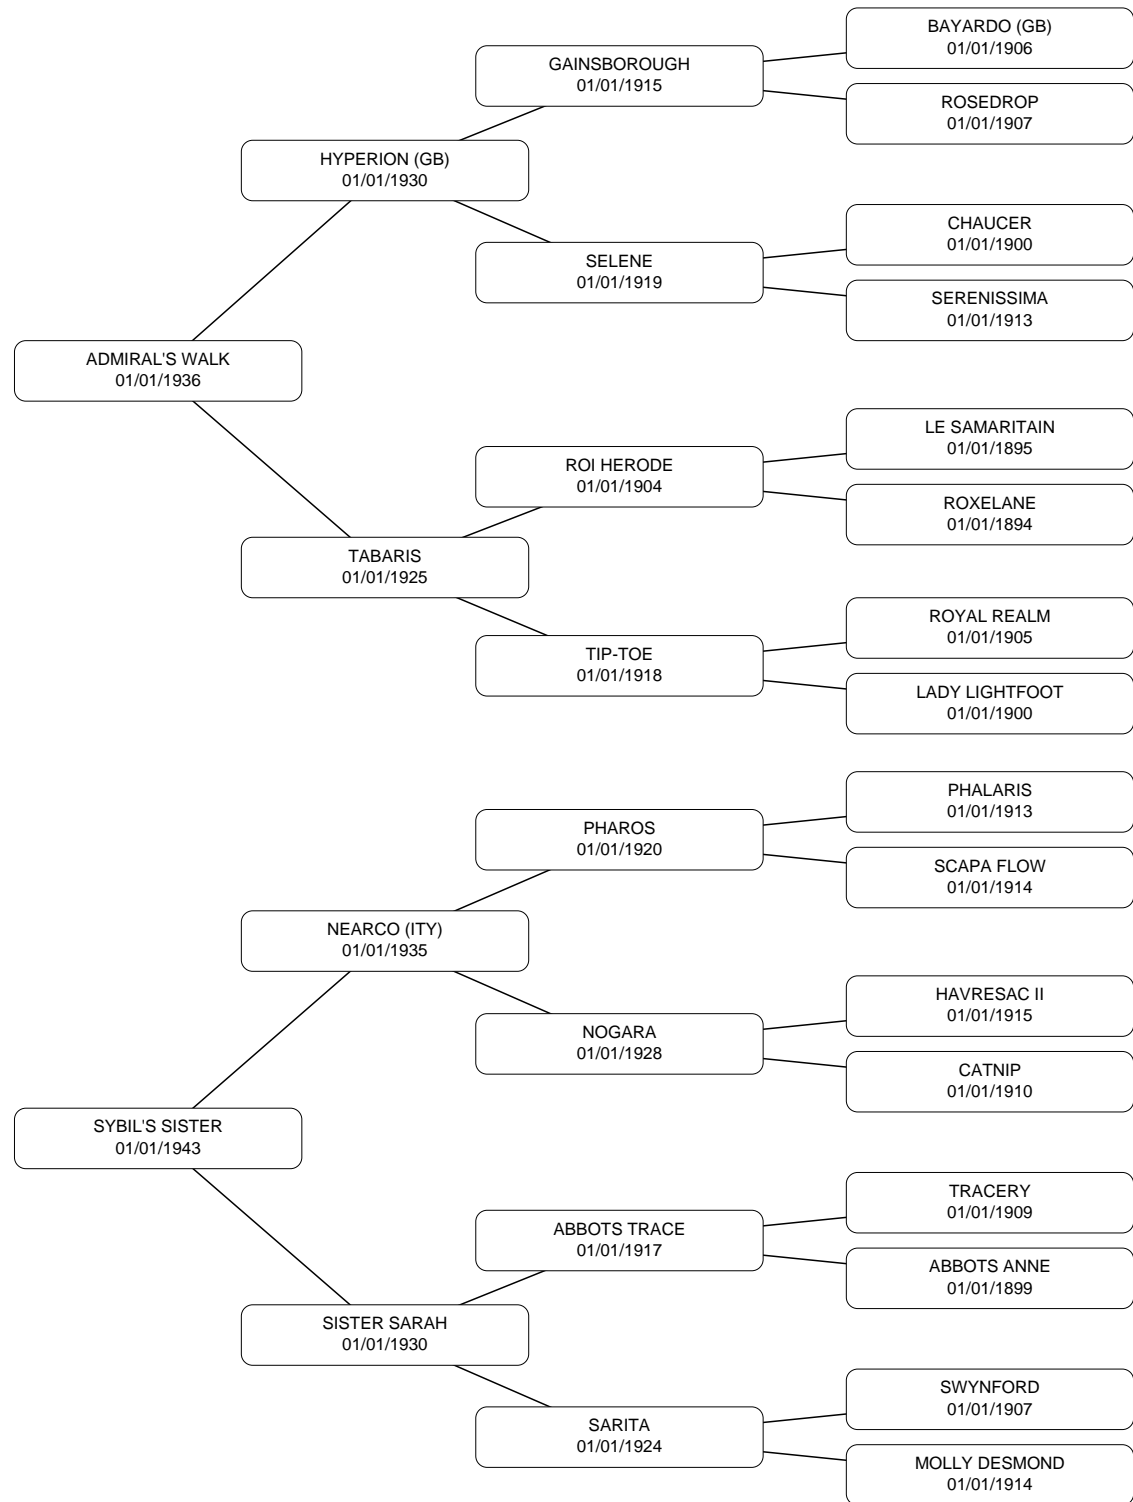 BAYARDO (GB)
01/01/1906
GAINSBOROUGH
01/01/1915
ROSEDROP
01/01/1907
HYPERION (GB)
01/01/1930
CHAUCER
01/01/1900
SELENE
01/01/1919
SERENISSIMA
01/01/1913
ADMIRAL'S WALK
01/01/1936
LE SAMARITAIN
01/01/1895
ROI HERODE
01/01/1904
ROXELANE
01/01/1894
TABARIS
01/01/1925
ROYAL REALM
01/01/1905
TIP-TOE
01/01/1918
LADY LIGHTFOOT
01/01/1900
PHALARIS
01/01/1913
PHAROS
01/01/1920
SCAPA FLOW
01/01/1914
NEARCO (ITY)
01/01/1935
HAVRESAC II
01/01/1915
NOGARA
01/01/1928
CATNIP
01/01/1910
SYBIL'S SISTER
01/01/1943
TRACERY
01/01/1909
ABBOTS TRACE
01/01/1917
ABBOTS ANNE
01/01/1899
SISTER SARAH
01/01/1930
SWYNFORD
01/01/1907
SARITA
01/01/1924
MOLLY DESMOND
01/01/1914